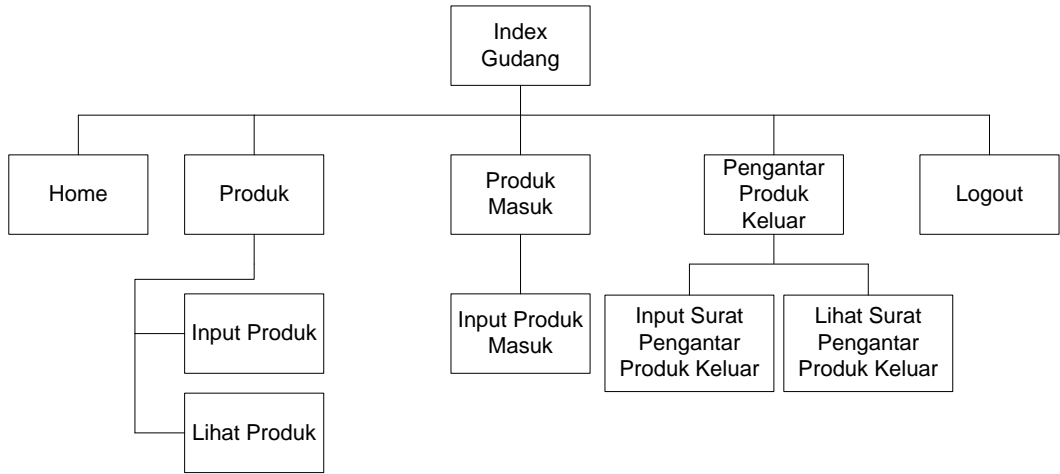 Index
Gudang
Home
Produk
Produk
Masuk
Pengantar
Produk
Keluar
Logout
Input Produk
Lihat Produk
Input Produk
Masuk
Input Surat
Pengantar
Produk Keluar
Lihat Surat
Pengantar
Produk Keluar